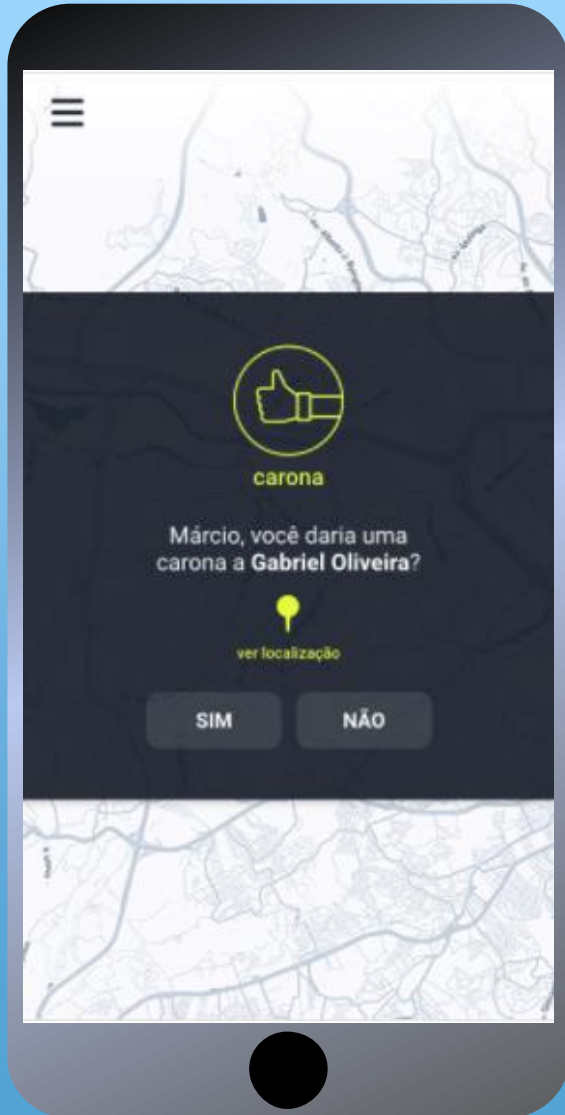 carona
Márcio, você daria uma
carona a Gabriel Oliveira?
ver localização
SIM
NÃO